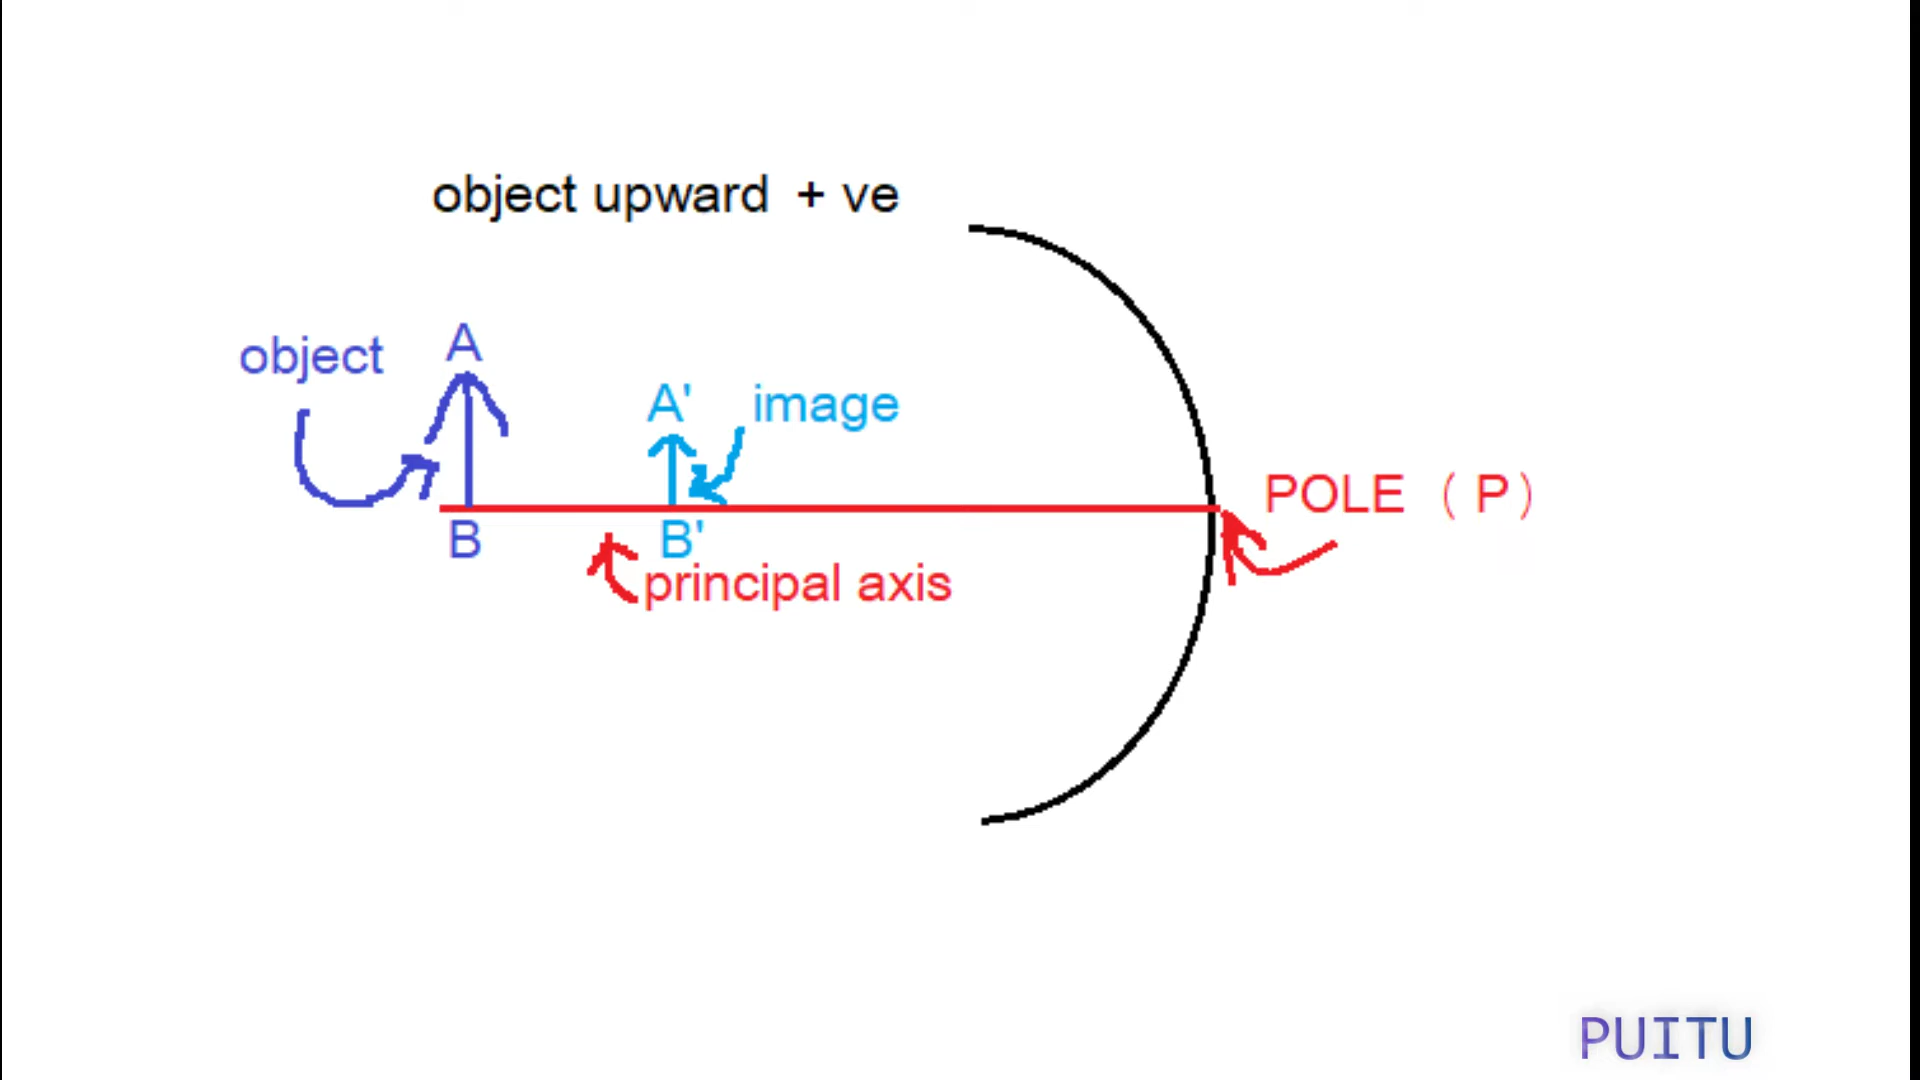 object upward + ve
object
A
A'
image
POLE ( P )
B
B'
principal axis
PUITU